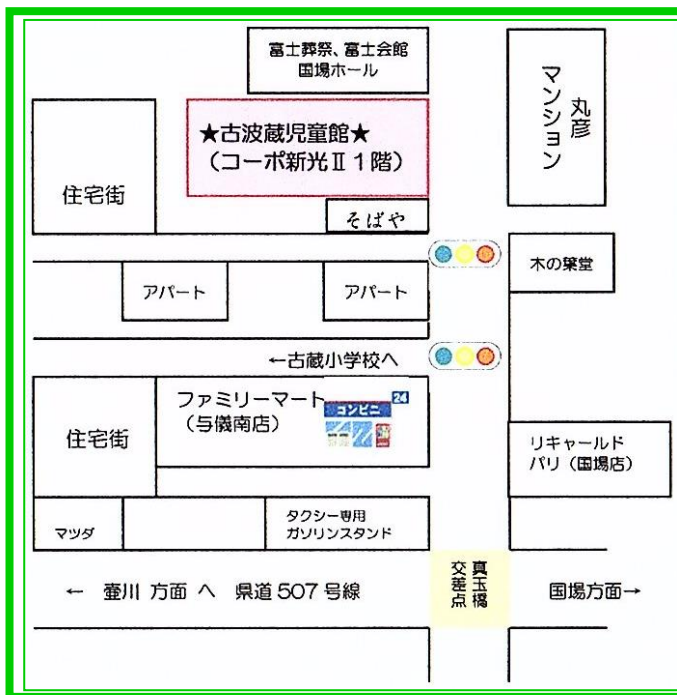 富士葬祭、富士会館
国場ホール
丸彦
マンション
★古波蔵児童館★
（コーポ新光Ⅱ１階）
住宅街
そばや
木の葉堂
アパート
アパート
←古蔵小学校へ
ファミリーマート
（与儀南店）
コンビニ
24
住宅街
リキャールド
パリ（国場店）
マツダ
タクシー専用
ガソリンスタンド
← 壷川 方面 へ 県道507号線
真玉橋
交差点
国場方面→